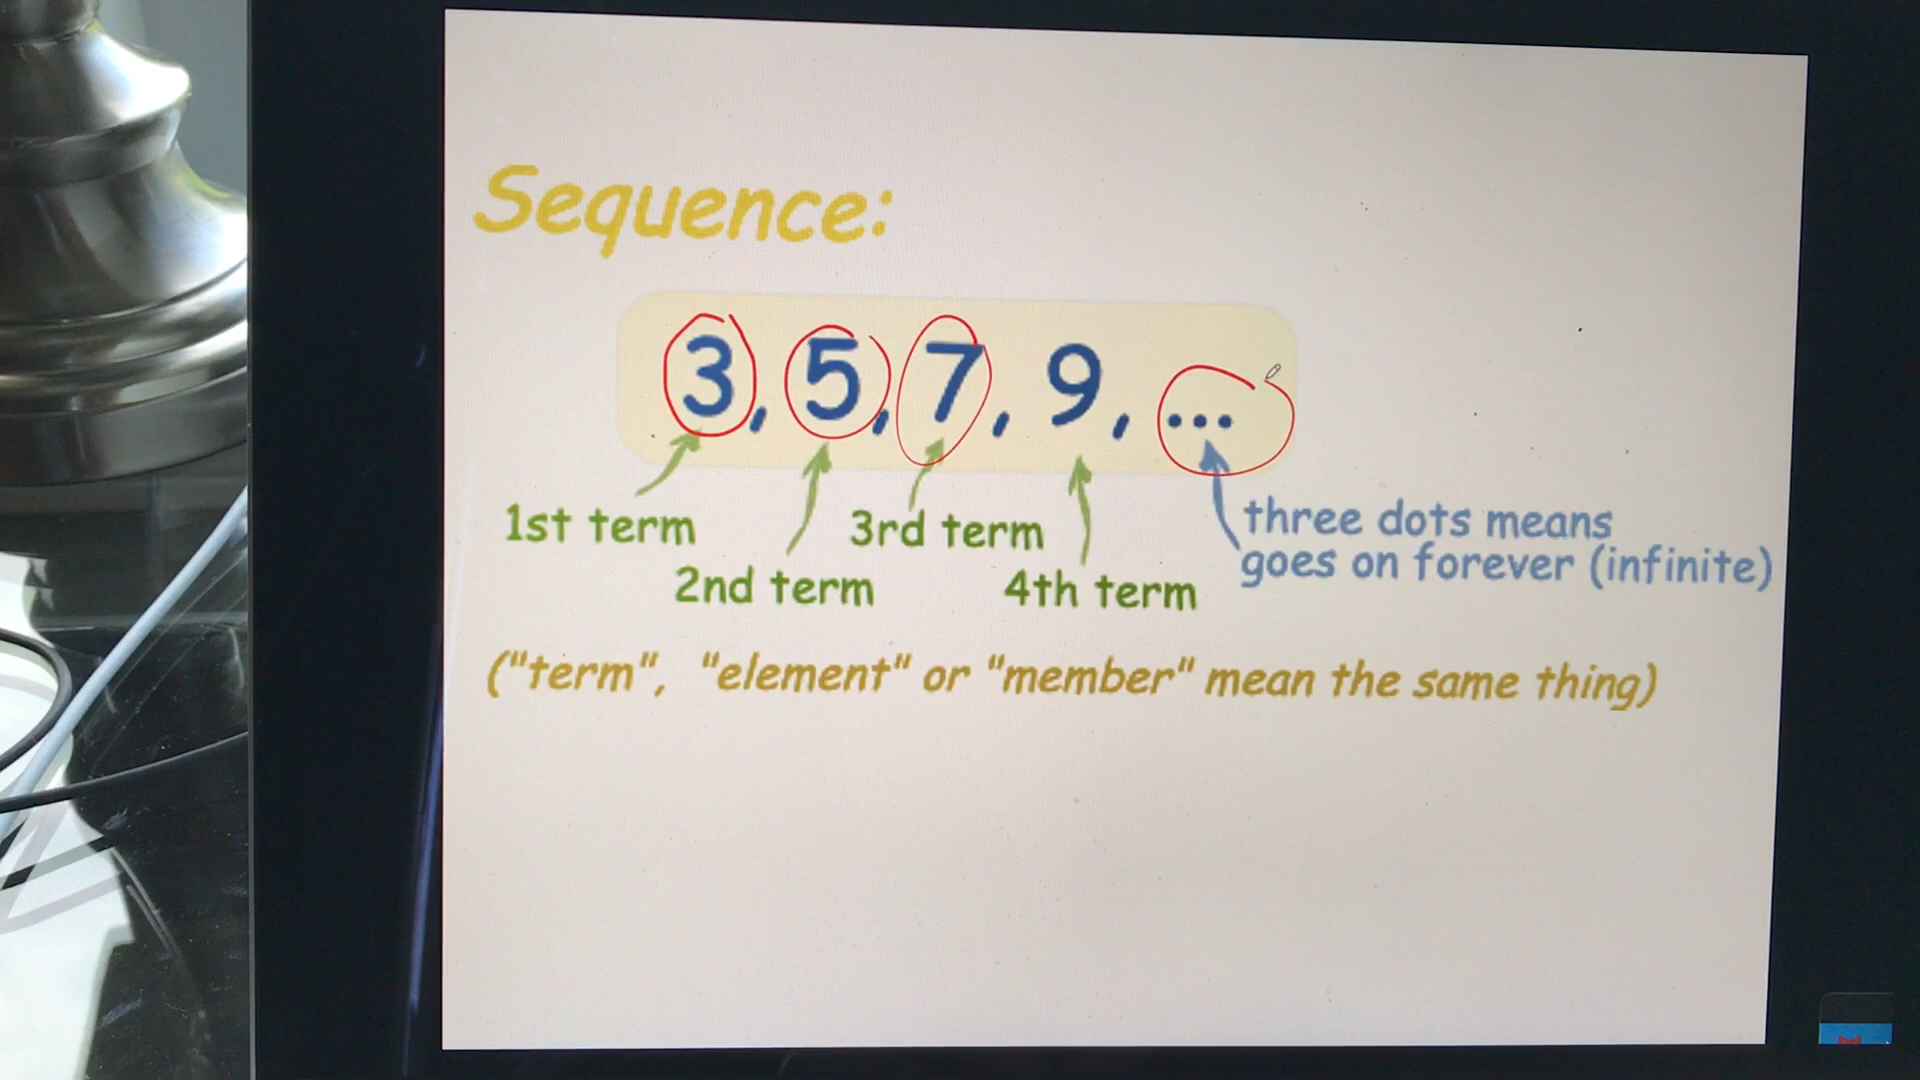 Sequence:
3, 5, 7, 9, ...
1st term
2nd term
3rd term
4th term
three dots means
goes on forever (infinite)
("term", "element" or "member" mean the same thing)